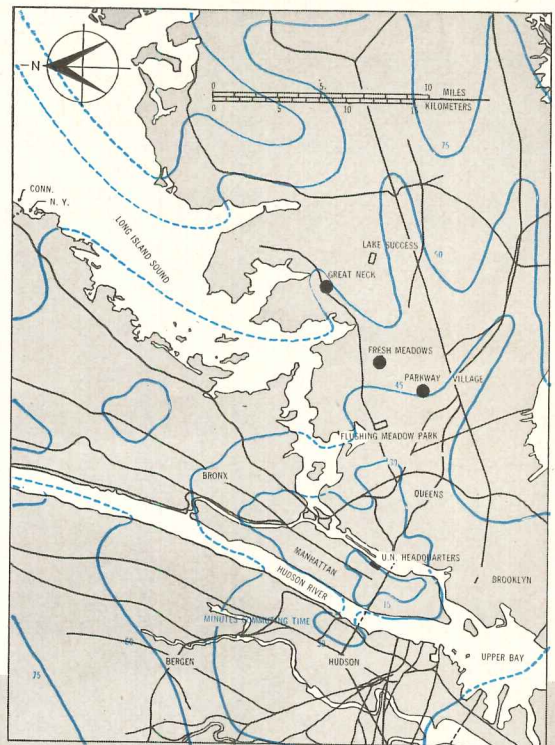 N
0 5 10 MILES
0 5 10 15 KILOMETERS
75
CONN.
N. Y.
LONG ISLAND SOUND
LAKE SUCCESS
60
GREAT NECK
FRESH MEADOWS
PARKWAY VILLAGE
45
FLUSHING MEADOW PARK
30
BRONX
QUEENS
MANHATTAN
U.N. HEADQUARTERS
HUDSON RIVER
BROOKLYN
15
MINUTES COMMUTING TIME
30
60
BERGEN
HUDSON
UPPER BAY
75